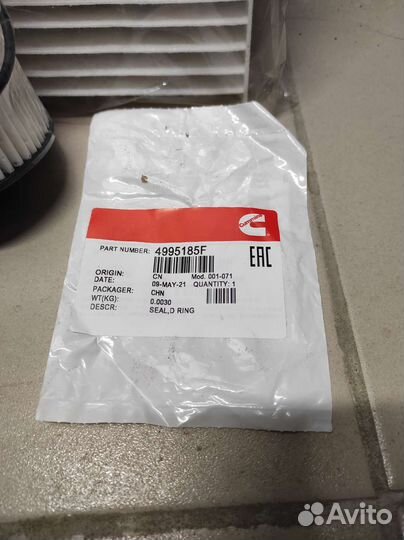 Cummins
PART NUMBER: 4995185F
EAC
ORIGIN: CN Mod. 001-071
DATE: 09-MAY-21 QUANTITY: 1
PACKAGER: CHN
WT(KG): 0.0030
DESCR: SEAL,D RING
Avito